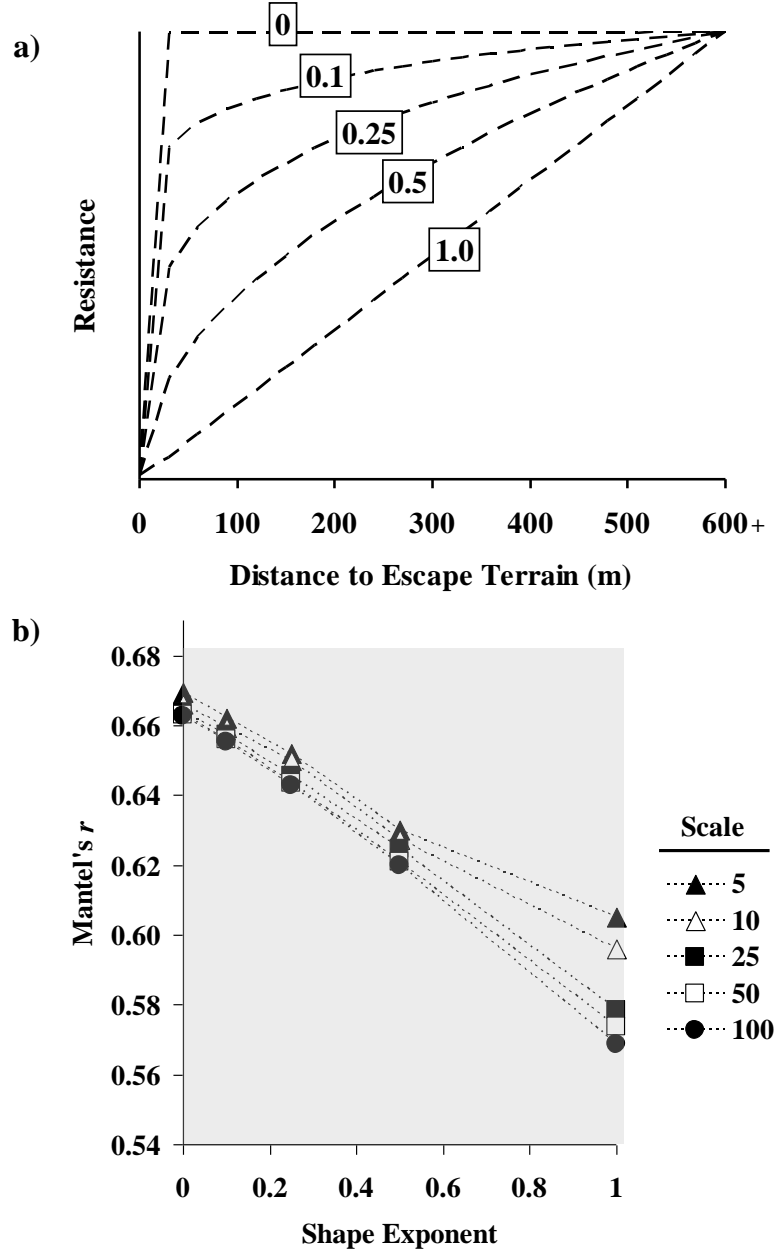 a)
0
0.1
0.25
0.5
1.0
Resistance
0 100 200 300 400 500 600+
Distance to Escape Terrain (m)
b)
0.68
0.66
0.64
0.62
0.60
0.58
0.56
0.54
Mantel's r
0 0.2 0.4 0.6 0.8 1
Shape Exponent
Scale
5
10
25
50
100